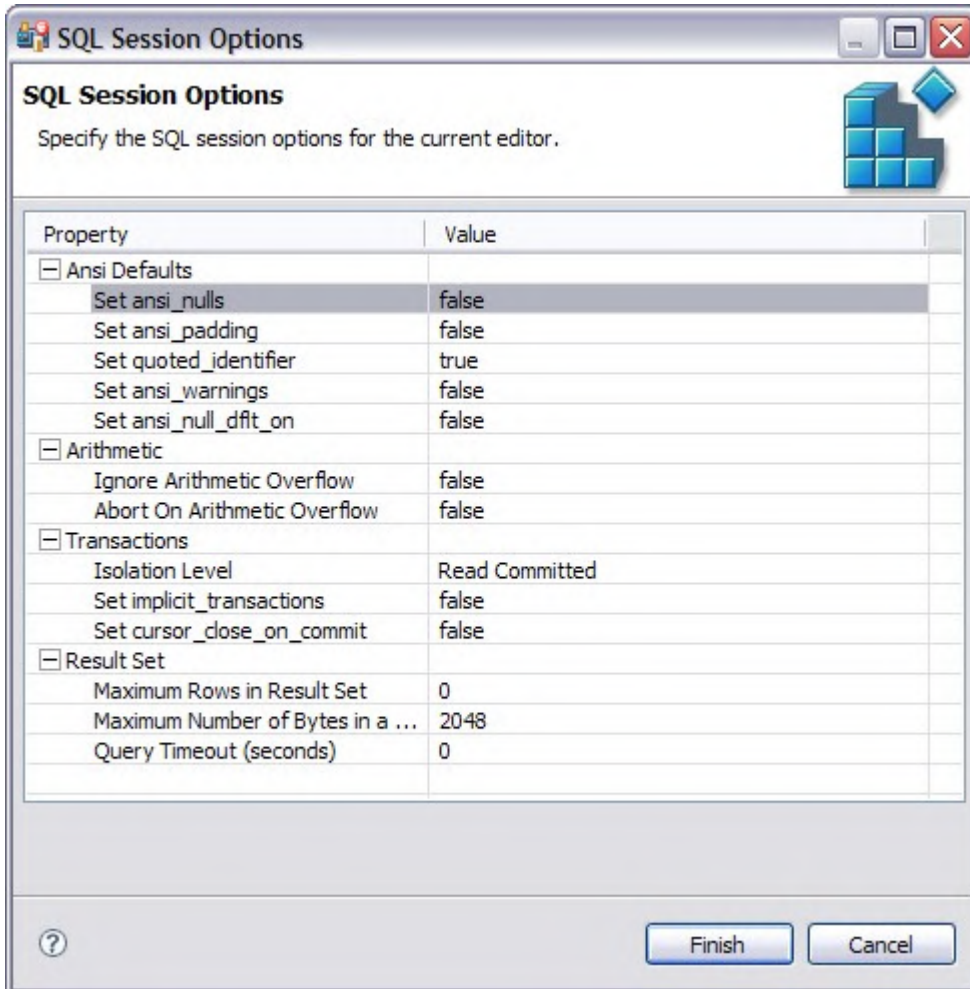 SQL Session Options
SQL Session Options
Specify the SQL session options for the current editor.
Property Value
Ansi Defaults
Set ansi_nulls false
Set ansi_padding false
Set quoted_identifier true
Set ansi_warnings false
Set ansi_null_dflt_on false
Arithmetic
Ignore Arithmetic Overflow false
Abort On Arithmetic Overflow false
Transactions
Isolation Level Read Committed
Set implicit_transactions false
Set cursor_close_on_commit false
Result Set
Maximum Rows in Result Set 0
Maximum Number of Bytes in a ... 2048
Query Timeout (seconds) 0
? Finish Cancel